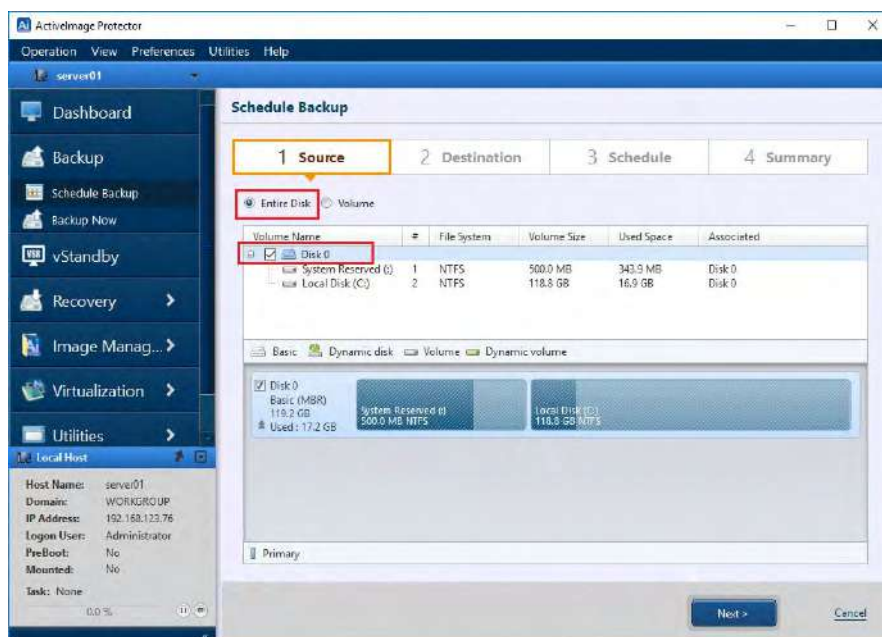 ActiveImage Protector
Operation View Preferences Utilities Help
server01
Dashboard
Backup
Schedule Backup
Backup Now
vStandby
Recovery
Image Manag...
Virtualization
Utilities
Local Host
Host Name: server01
Domain: WORKGROUP
IP Address: 192.168.123.76
Logon User: Administrator
PreBoot: No
Mounted: No
Task: None
0.0 %
Schedule Backup
1 Source 2 Destination 3 Schedule 4 Summary
Entire Disk Volume
Volume Name # File System Volume Size Used Space Associated
Disk 0
System Reserved (:) 1 NTFS 500.0 MB 343.9 MB Disk 0
Local Disk (C:) 2 NTFS 118.8 GB 16.9 GB Disk 0
Basic Dynamic disk Volume Dynamic volume
Disk 0
Basic (MBR)
119.2 GB
Used : 17.2 GB
System Reserved (:)
500.0 MB NTFS
Local Disk (C:)
118.8 GB NTFS
Primary
Next > Cancel